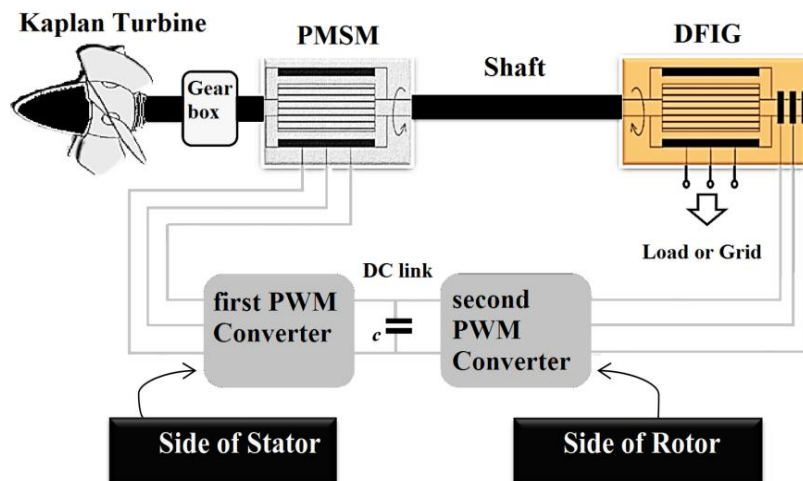 Kaplan Turbine
PMSM
DFIG
Shaft
Gear
box
Load or Grid
DC link
first PWM
Converter
c
second
PWM
Converter
Side of Stator
Side of Rotor